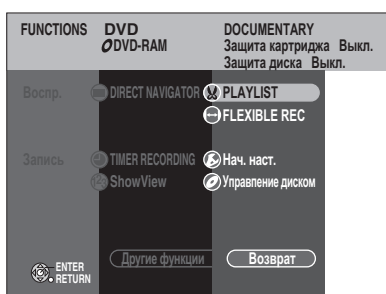 FUNCTIONS DVD DOCUMENTARY
DVD-RAM Защита картриджа Выкл.
Защита диска Выкл.
Воспр. DIRECT NAVIGATOR PLAYLIST
FLEXIBLE REC
Запись TIMER RECORDING Нач. наст.
ShowView Управление диском
Другие функции Возврат
ENTER
RETURN